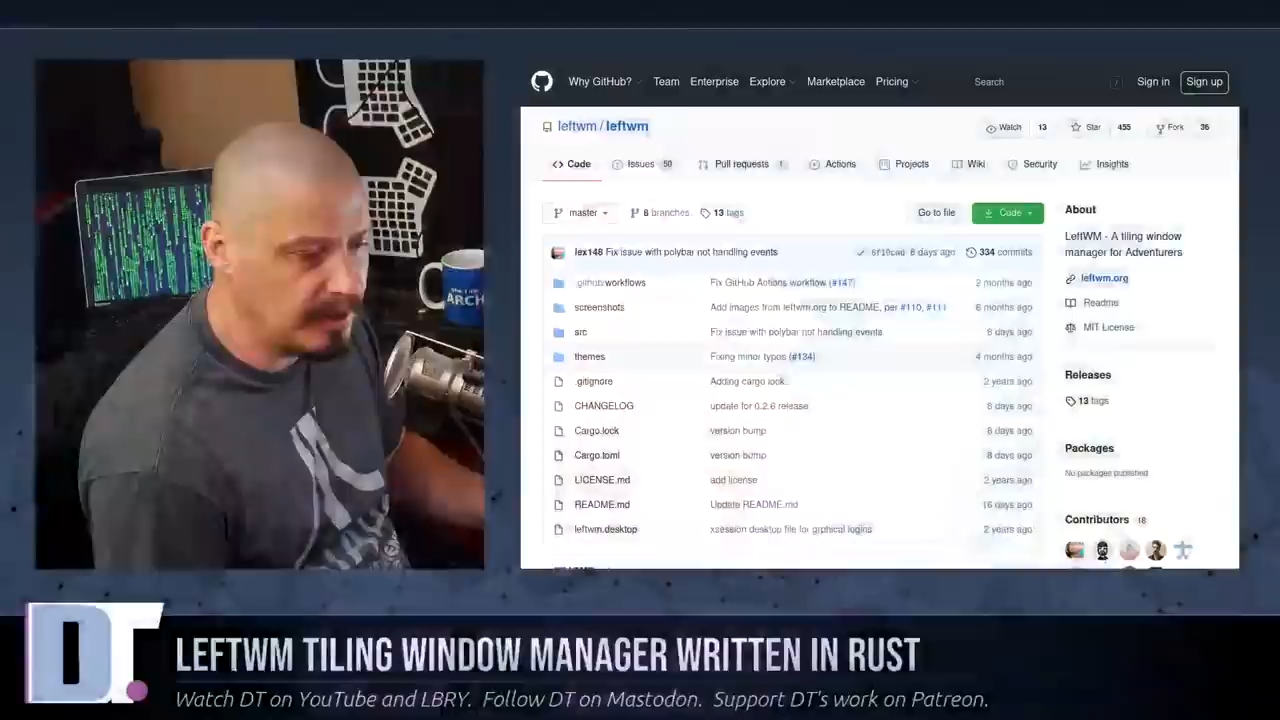 Why GitHub? Team Enterprise Explore Marketplace Pricing Search / Sign in Sign up
leftwm / leftwm Watch 13 Star 455 Fork 36
Code Issues 50 Pull requests 1 Actions Projects Wiki Security Insights
master 8 branches 13 tags Go to file Code
About
LeftWM - A tiling window
manager for Adventurers
leftwm.org
Readme
MIT License
Releases
13 tags
Packages
No packages published
Contributors 18
lex148 Fix issue with polybar not handling events 8 days ago 334 commits
.github/workflows Fix GitHub Actions workflow (#147) 2 months ago
screenshots Add images from leftwm.org to README, per #110, #111 6 months ago
src Fix issue with polybar not handling events 8 days ago
themes Fixing minor typos (#134) 4 months ago
.gitignore Adding cargo lock. 2 years ago
CHANGELOG update for 0.2.6 release 8 days ago
Cargo.lock version bump 8 days ago
Cargo.toml version bump 8 days ago
LICENSE.md add license 2 years ago
README.md Update README.md 16 days ago
leftwm.desktop xsession desktop file for grphical logins 2 years ago
ARCH
DT.
LEFTWM TILING WINDOW MANAGER WRITTEN IN RUST
Watch DT on YouTube and LBRY. Follow DT on Mastodon. Support DT's work on Patreon.